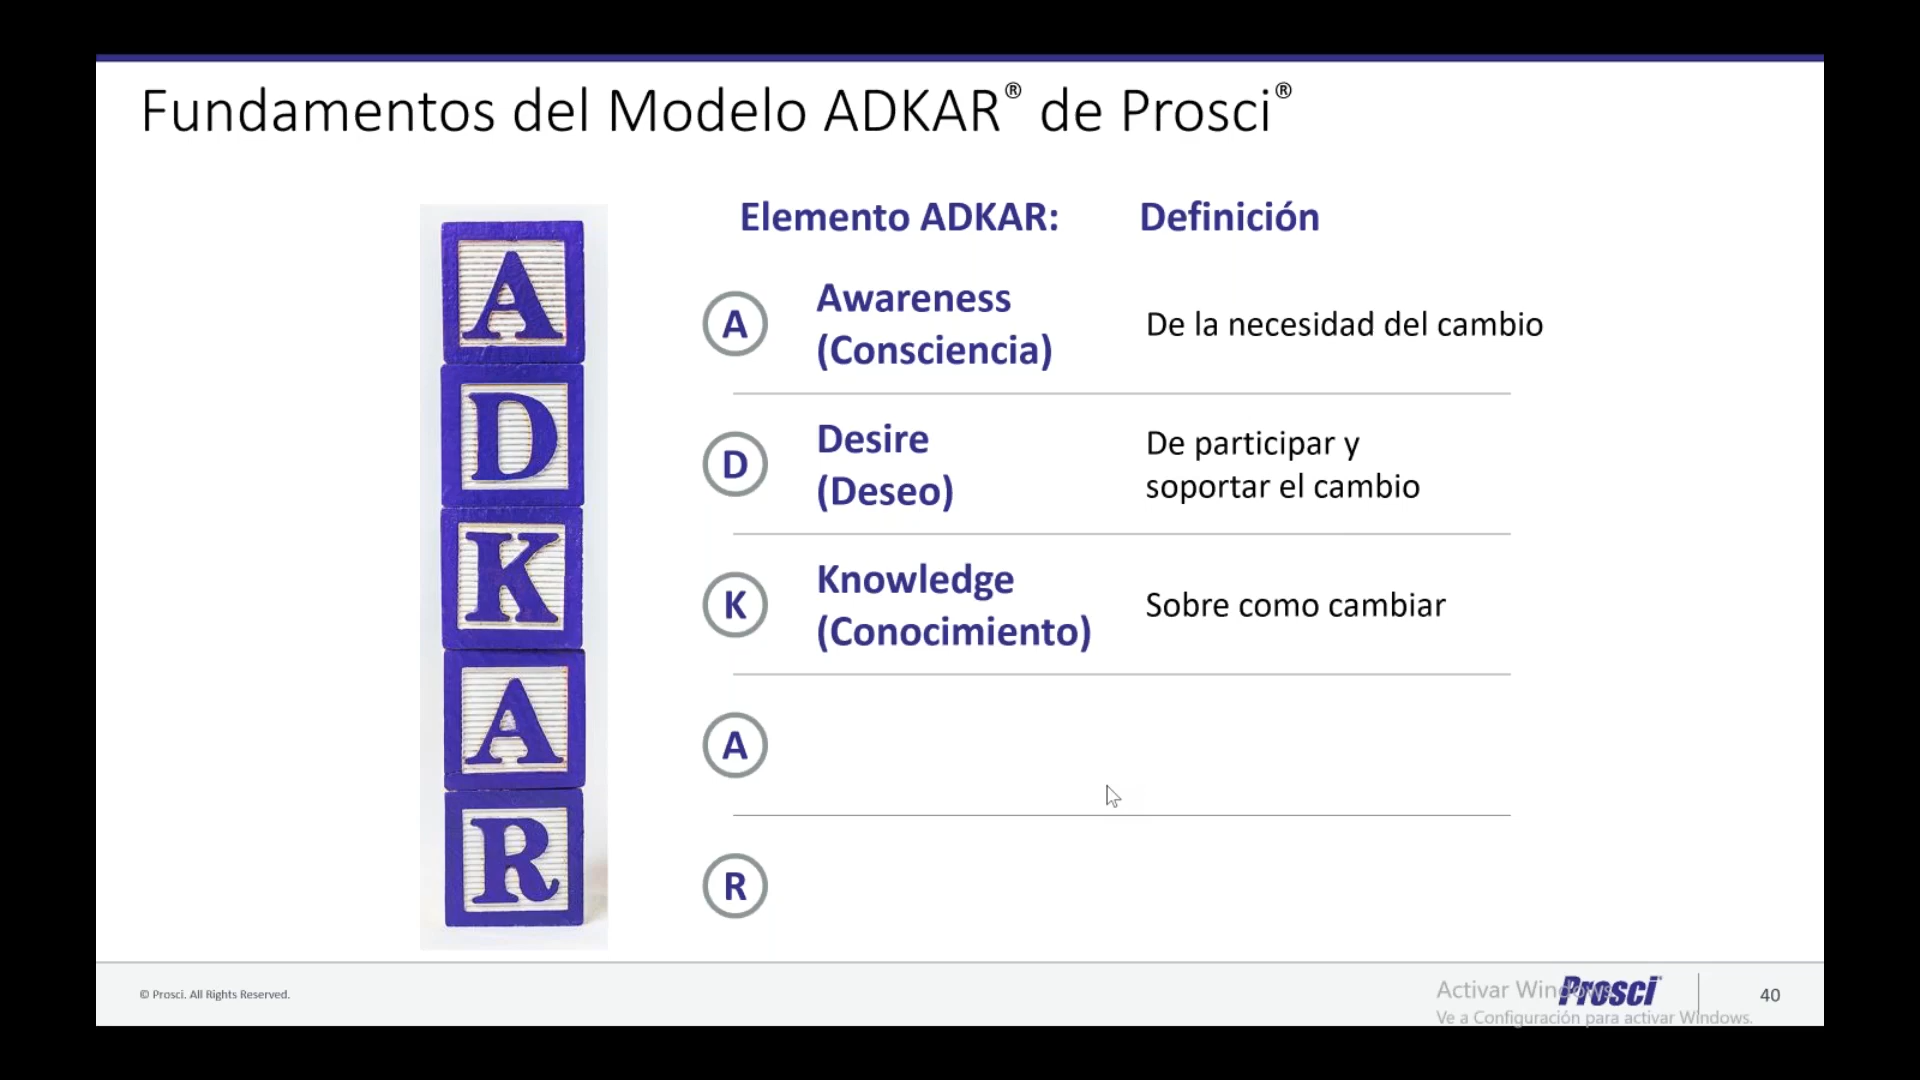 Fundamentos del Modelo ADKAR® de Prosci®
A
D
K
A
R
Elemento ADKAR:
Definición
A
Awareness
(Consciencia)
De la necesidad del cambio
D
Desire
(Deseo)
De participar y
soportar el cambio
K
Knowledge
(Conocimiento)
Sobre como cambiar
A
R
© Prosci. All Rights Reserved.
Activar Windows
Ve a Configuración para activar Windows.
Prosci
40